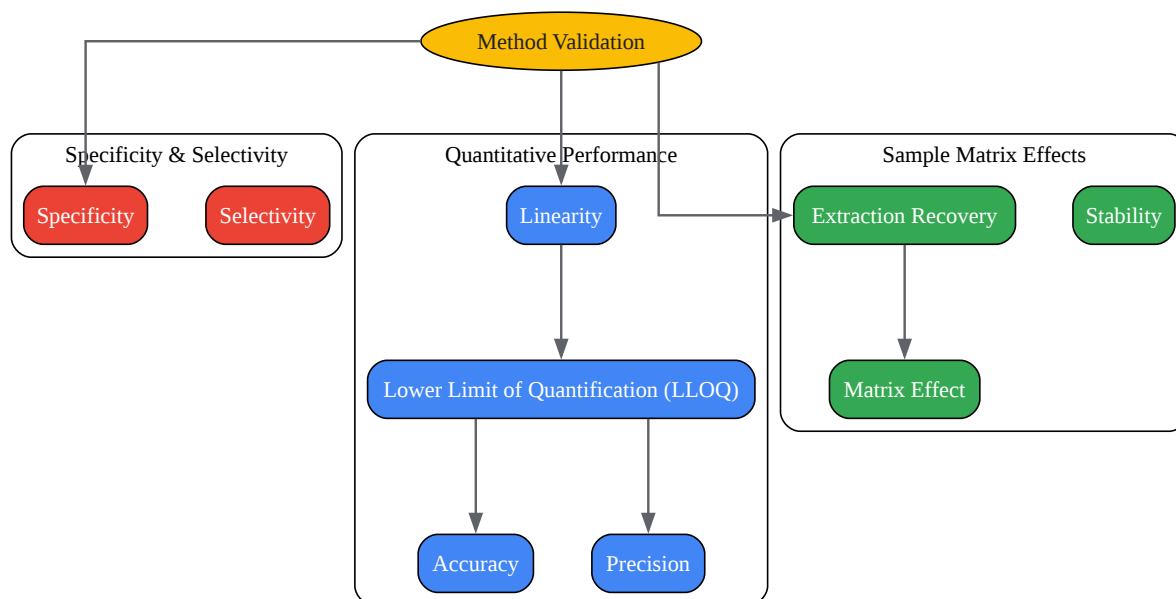 Method Validation
Specificity & Selectivity
Quantitative Performance
Sample Matrix Effects
Specificity
Selectivity
Linearity
Extraction Recovery
Stability
Lower Limit of Quantification (LLOQ)
Matrix Effect
Accuracy
Precision